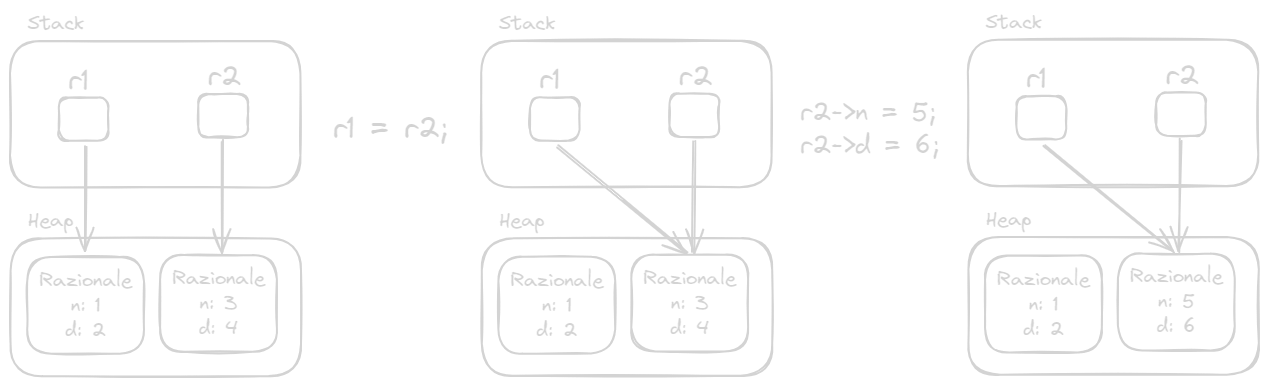 Stack
r1
r2
Heap
Razionale
n: 1
d: 2
Razionale
n: 3
d: 4
r1 = r2;
Stack
r1
r2
Heap
Razionale
n: 1
d: 2
Razionale
n: 3
d: 4
r2->n = 5;
r2->d = 6;
Stack
r1
r2
Heap
Razionale
n: 1
d: 2
Razionale
n: 5
d: 6